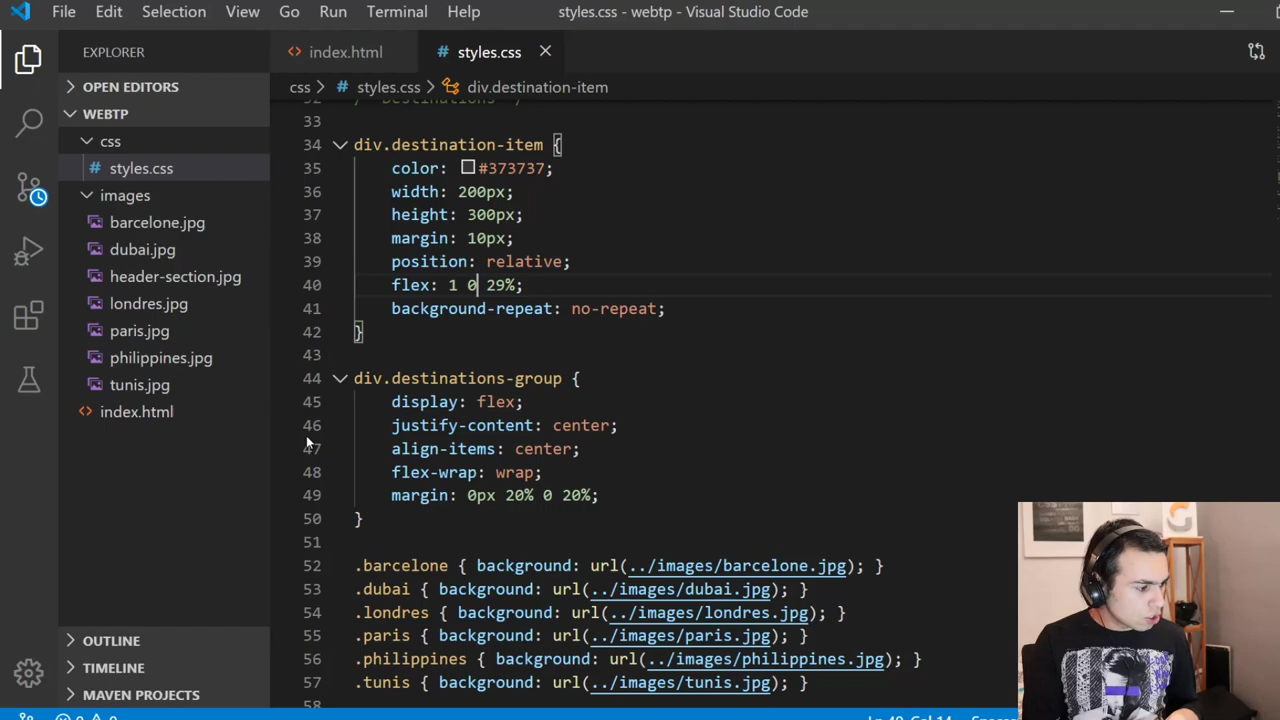 File Edit Selection View Go Run Terminal Help styles.css - webtp - Visual Studio Code
EXPLORER
OPEN EDITORS
WEBTP
css
# styles.css
images
barcelone.jpg
dubai.jpg
header-section.jpg
londres.jpg
paris.jpg
philippines.jpg
tunis.jpg
<> index.html
OUTLINE
TIMELINE
MAVEN PROJECTS
<> index.html # styles.css
css > # styles.css > div.destination-item
32 /* Destinations */
33
34 div.destination-item {
35 color: #373737;
36 width: 200px;
37 height: 300px;
38 margin: 10px;
39 position: relative;
40 flex: 1 0 29%;
41 background-repeat: no-repeat;
42 }
43
44 div.destinations-group {
45 display: flex;
46 justify-content: center;
47 align-items: center;
48 flex-wrap: wrap;
49 margin: 0px 20% 0 20%;
50 }
51
52 .barcelone { background: url(../images/barcelone.jpg); }
53 .dubai { background: url(../images/dubai.jpg); }
54 .londres { background: url(../images/londres.jpg); }
55 .paris { background: url(../images/paris.jpg); }
56 .philippines { background: url(../images/philippines.jpg); }
57 .tunis { background: url(../images/tunis.jpg); }
58